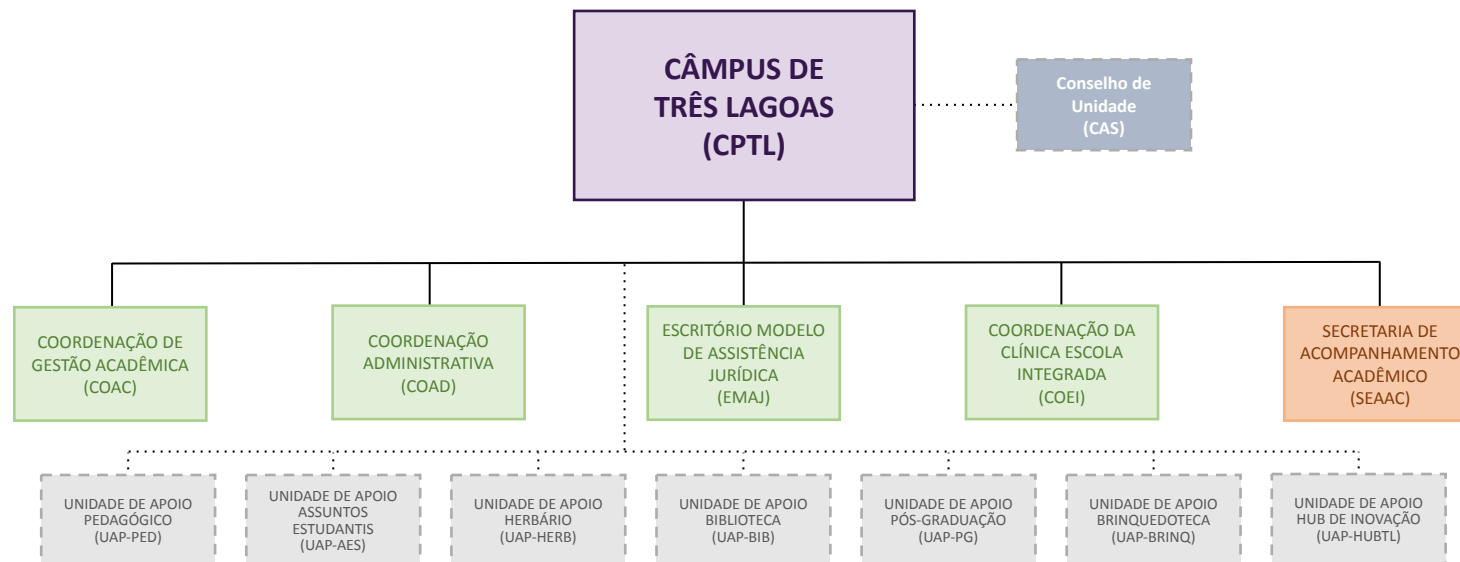 CÂMPUS DE
TRÊS LAGOAS
(CPTL)
Conselho de
Unidade
(CAS)
COORDENAÇÃO DE
GESTÃO ACADÊMICA
(COAC)
COORDENAÇÃO
ADMINISTRATIVA
(COAD)
ESCRITÓRIO MODELO
DE ASSISTÊNCIA
JURÍDICA
(EMAJ)
COORDENAÇÃO DA
CLÍNICA ESCOLA
INTEGRADA
(COEI)
SECRETARIA DE
ACOMPANHAMENTO
ACADÊMICO
(SEAAC)
UNIDADE DE APOIO
PEDAGÓGICO
(UAP-PED)
UNIDADE DE APOIO
ASSUNTOS
ESTUDANTIS
(UAP-AES)
UNIDADE DE APOIO
HERBÁRIO
(UAP-HERB)
UNIDADE DE APOIO
BIBLIOTECA
(UAP-BIB)
UNIDADE DE APOIO
PÓS-GRADUAÇÃO
(UAP-PG)
UNIDADE DE APOIO
BRINQUEDOTECA
(UAP-BRINQ)
UNIDADE DE APOIO
HUB DE INOVAÇÃO
(UAP-HUBTL)